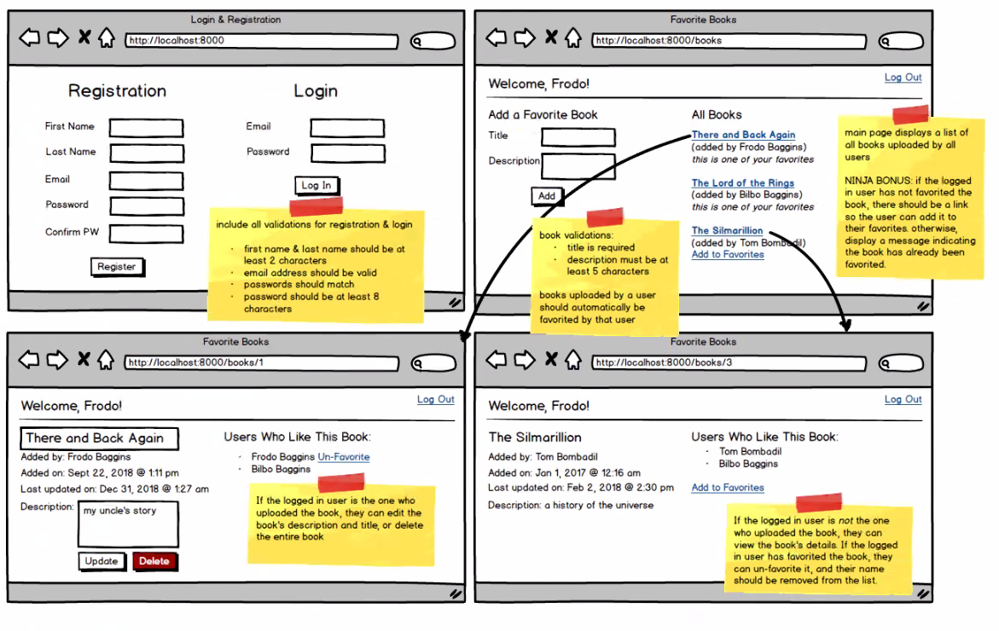 Login & Registration
http://localhost:8000
Registration
First Name
Last Name
Email
Password
Confirm PW
Register
Login
Email
Password
Log In
include all validations for registration & login
· first name & last name should be at
least 2 characters
· email address should be valid
· passwords should match
· password should be at least 8
characters
Favorite Books
http://localhost:8000/books
Welcome, Frodo!
Log Out
Add a Favorite Book
Title
Description
Add
book validations:
· title is required
· description must be at
least 5 characters
books uploaded by a user
should automatically be
favorited by that user
All Books
There and Back Again
(added by Frodo Baggins)
this is one of your favorites
The Lord of the Rings
(added by Bilbo Baggins)
this is one of your favorites
The Silmarillion
(added by Tom Bombadil)
Add to Favorites
main page displays a list of
all books uploaded by all
users
NINJA BONUS: if the logged
in user has not favorited the
book, there should be a link
so the user can add it to
their favorites. otherwise,
display a message indicating
the book has already been
favorited.
Favorite Books
http://localhost:8000/books/1
Welcome, Frodo!
Log Out
There and Back Again
Added by: Frodo Baggins
Added on: Sept 22, 2018 @ 1:11 pm
Last updated on: Dec 31, 2018 @ 1:27 am
Description:
my uncle's story
Update
Delete
Users Who Like This Book:
· Frodo Baggins Un-Favorite
· Bilbo Baggins
If the logged in user is the one who
uploaded the book, they can edit the
book's description and title, or delete
the entire book
Favorite Books
http://localhost:8000/books/3
Welcome, Frodo!
Log Out
The Silmarillion
Added by: Tom Bombadil
Added on: Jan 1, 2017 @ 12:16 am
Last updated on: Feb 2, 2018 @ 2:30 pm
Description: a history of the universe
Users Who Like This Book:
· Tom Bombadil
· Bilbo Baggins
Add to Favorites
If the logged in user is not the one
who uploaded the book, they can
view the book's details. If the logged
in user has favorited the book, they
can un-favorite it, and their name
should be removed from the list.